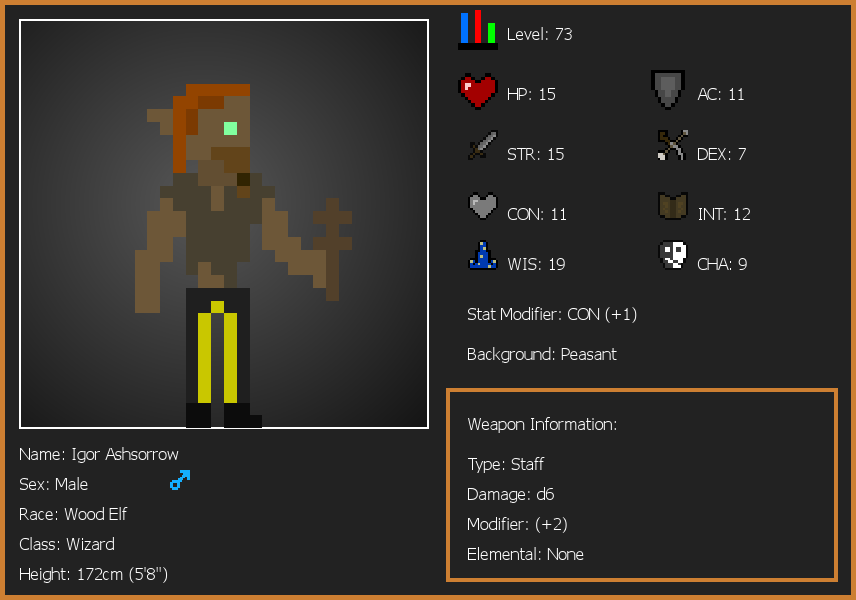 Level: 73
HP: 15
AC: 11
STR: 15
DEX: 7
CON: 11
INT: 12
WIS: 19
CHA: 9
Stat Modifier: CON (+1)
Background: Peasant
Weapon Information:
Type: Staff
Damage: d6
Modifier: (+2)
Elemental: None
Name: Igor Ashsorrow
Sex: Male
Race: Wood Elf
Class: Wizard
Height: 172cm (5'8")